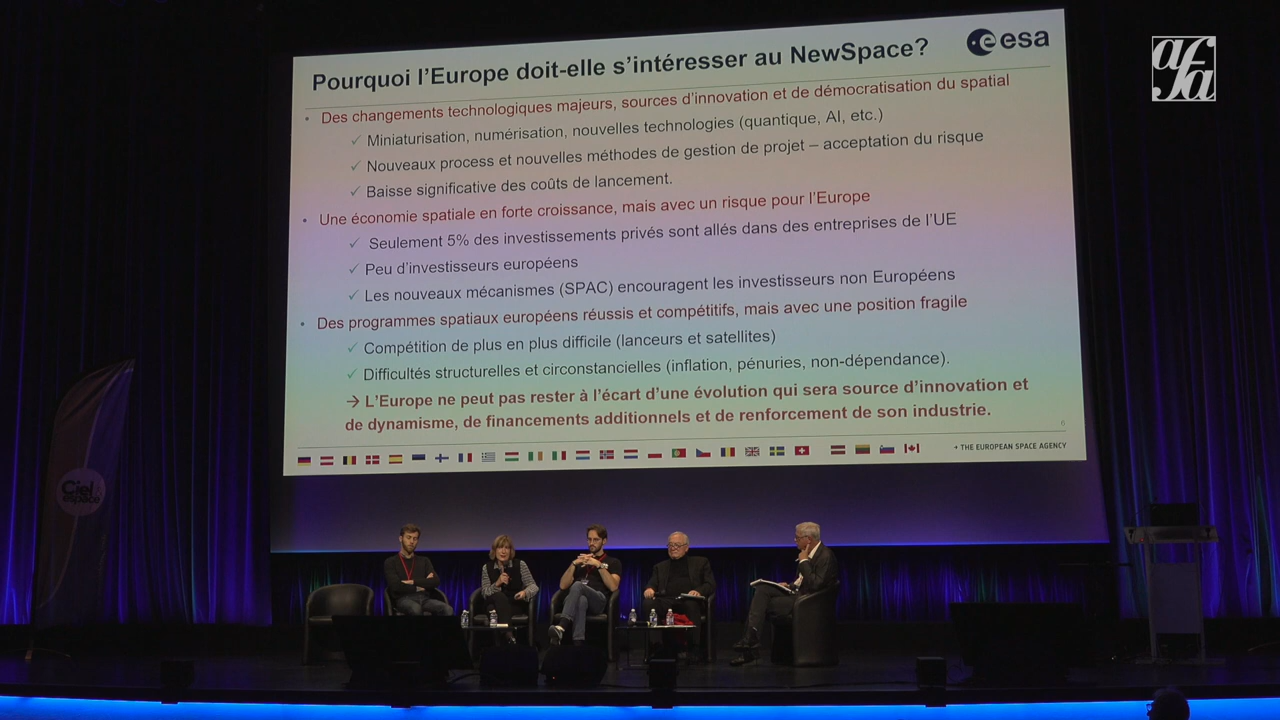 Pourquoi l'Europe doit-elle s'intéresser au NewSpace?
esa
afa
• Des changements technologiques majeurs, sources d'innovation et de démocratisation du spatial
✓ Miniaturisation, numérisation, nouvelles technologies (quantique, AI, etc.)
✓ Nouveaux process et nouvelles méthodes de gestion de projet – acceptation du risque
✓ Baisse significative des coûts de lancement.
• Une économie spatiale en forte croissance, mais avec un risque pour l'Europe
✓ Seulement 5% des investissements privés sont allés dans des entreprises de l'UE
✓ Peu d'investisseurs européens
✓ Les nouveaux mécanismes (SPAC) encouragent les investisseurs non Européens
• Des programmes spatiaux européens réussis et compétitifs, mais avec une position fragile
✓ Compétition de plus en plus difficile (lanceurs et satellites)
✓ Difficultés structurelles et circonstancielles (inflation, pénuries, non-dépendance).
→ L'Europe ne peut pas rester à l'écart d'une évolution qui sera source d'innovation et
de dynamisme, de financements additionnels et de renforcement de son industrie.
6
→ THE EUROPEAN SPACE AGENCY
Ciel &
espace